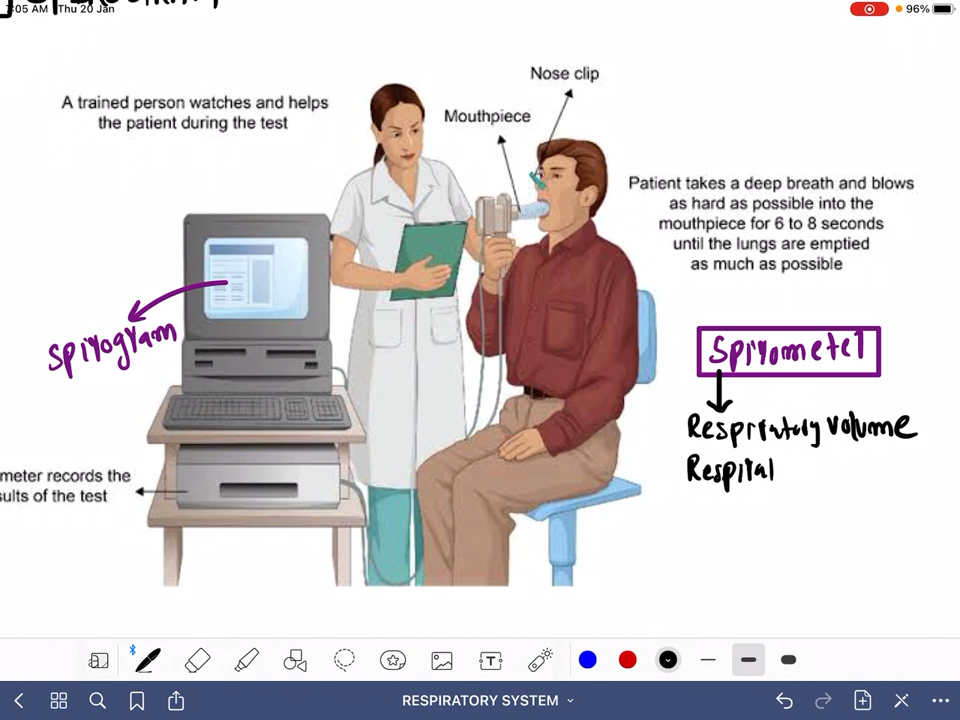 :05 AM Thu 20 Jan
96%
Nose clip
A trained person watches and helps
the patient during the test
Mouthpiece
Patient takes a deep breath and blows
as hard as possible into the
mouthpiece for 6 to 8 seconds
until the lungs are emptied
as much as possible
Spirogram
Spirometer
Respiratory volume
Respirat
meter records the
sults of the test
T
RESPIRATORY SYSTEM